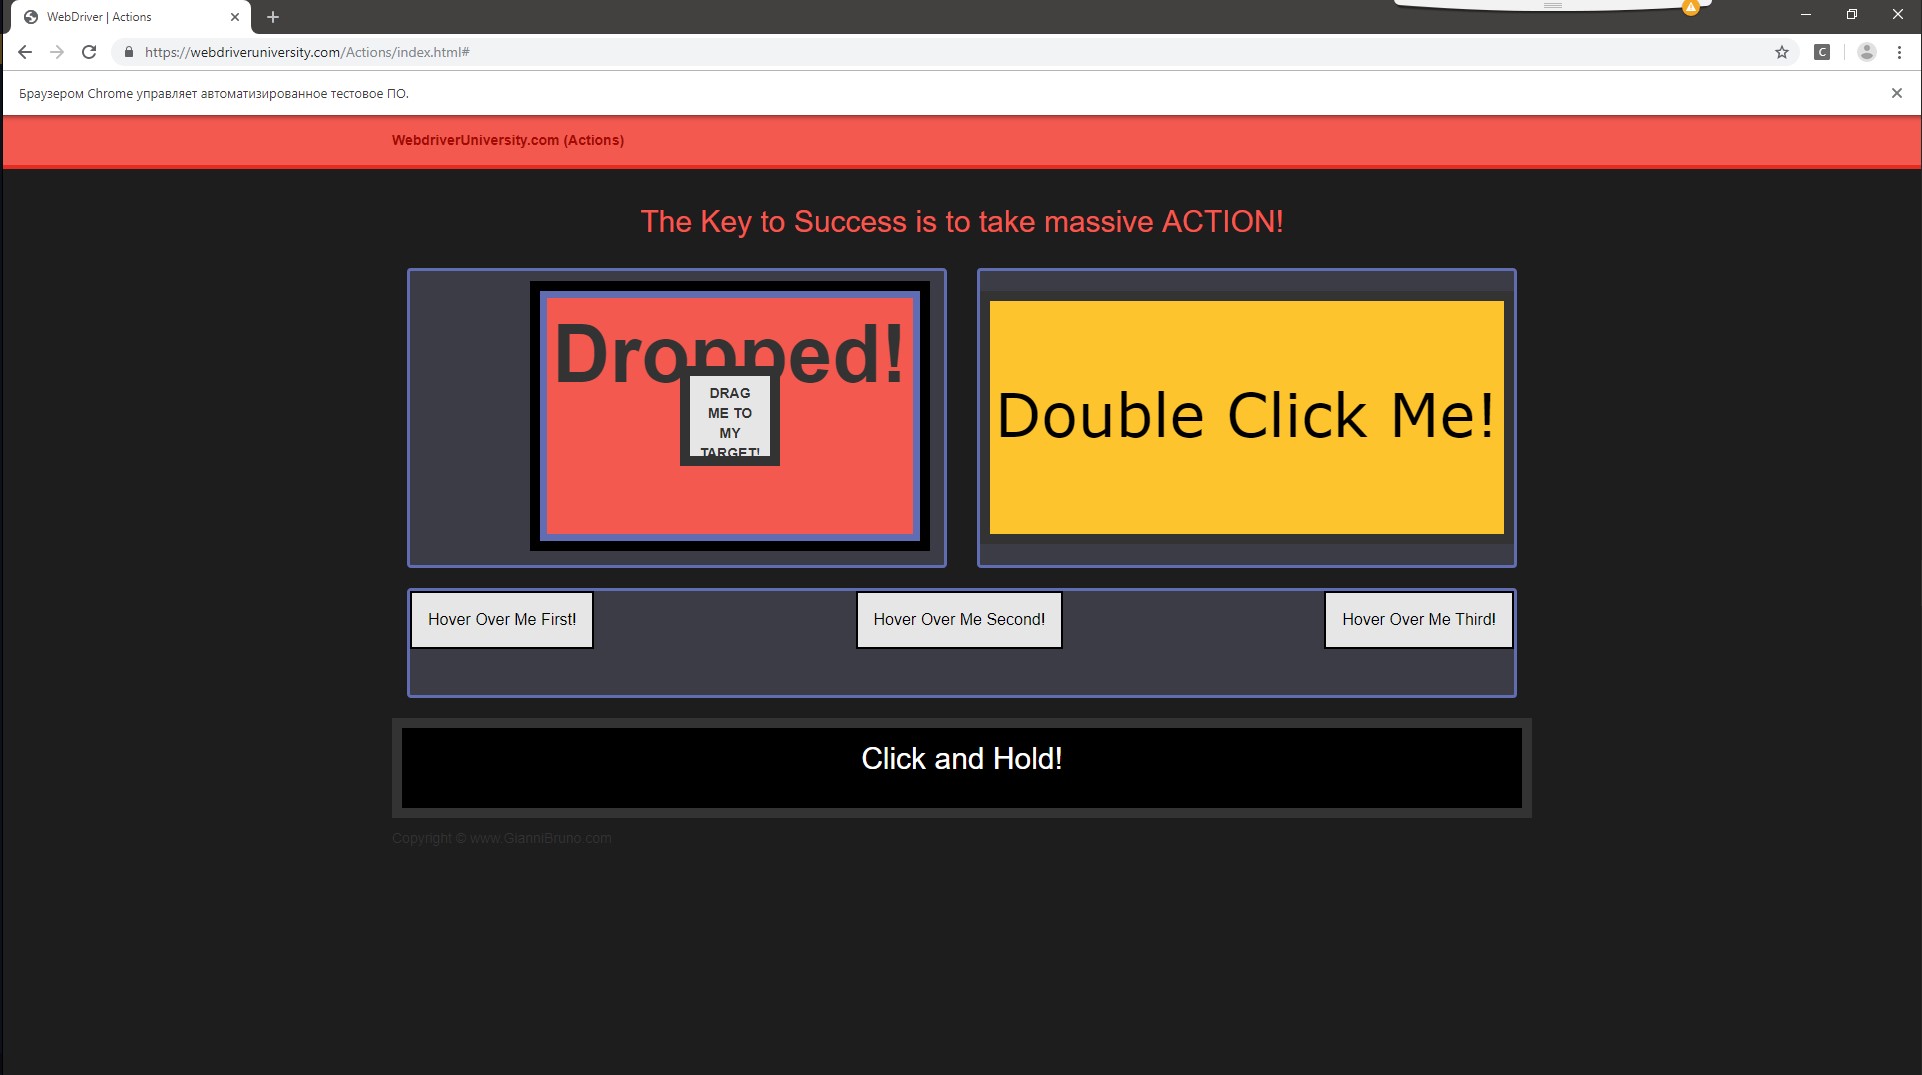 WebDriver | Actions
https://webdriveruniversity.com/Actions/index.html#
C
Браузером Chrome управляет автоматизированное тестовое ПО.
WebdriverUniversity.com (Actions)
The Key to Success is to take massive ACTION!
Dropped!
DRAG
ME TO
MY
TARGET!
Double Click Me!
Hover Over Me First!
Hover Over Me Second!
Hover Over Me Third!
Click and Hold!
Copyright © www.GianniBruno.com